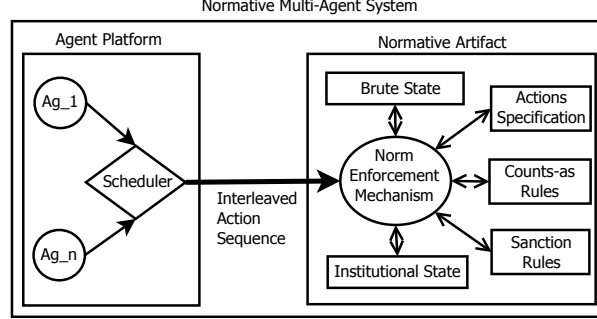 Normative Multi-Agent System
Agent Platform
Normative Artifact
Ag_1
Scheduler
Ag_n
Interleaved
Action
Sequence
Brute State
Norm
Enforcement
Mechanism
Institutional State
Actions
Specification
Counts-as
Rules
Sanction
Rules